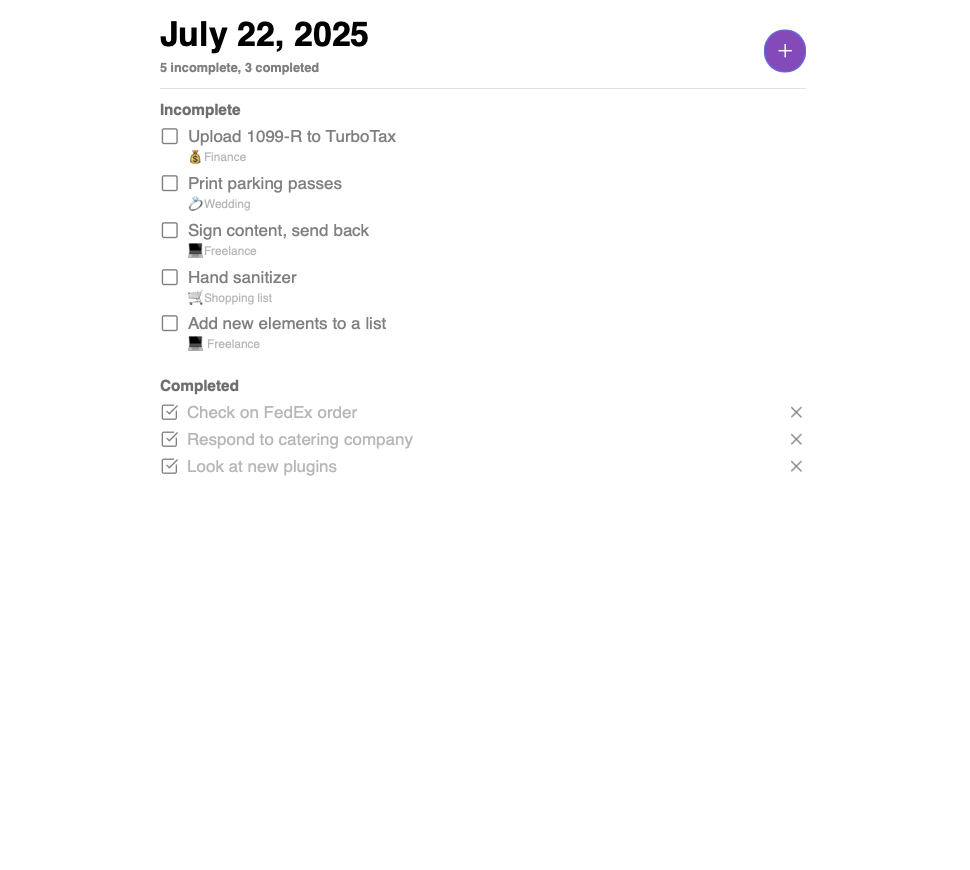 July 22, 2025
5 incomplete, 3 completed
Incomplete
Upload 1099-R to TurboTax
💰 Finance
Print parking passes
💍 Wedding
Sign content, send back
💻 Freelance
Hand sanitizer
🛒 Shopping list
Add new elements to a list
💻 Freelance
Completed
Check on FedEx order
Respond to catering company
Look at new plugins